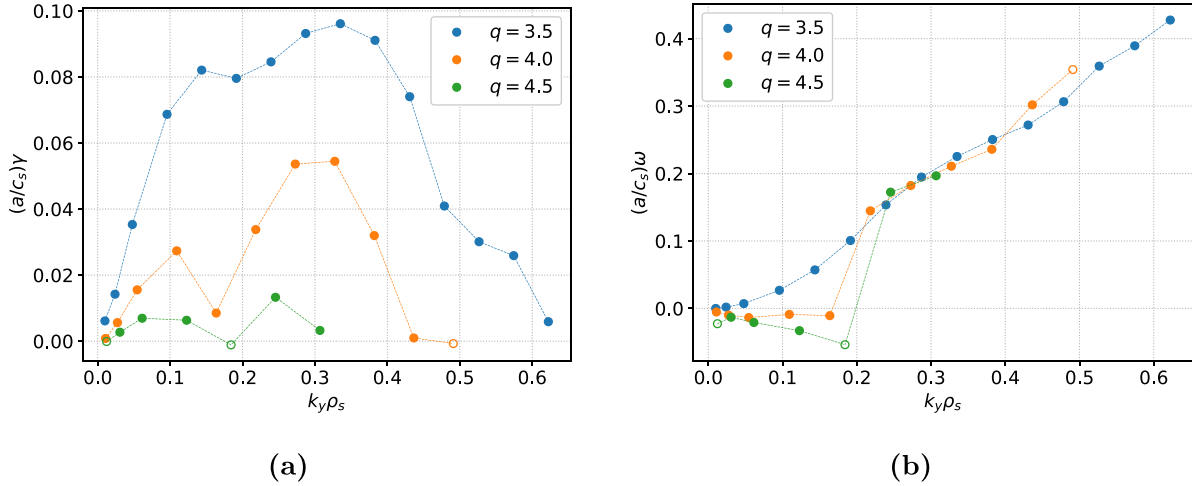 0.10
0.08
0.06
0.04
0.02
0.00
(a/c_s)γ
0.0 0.1 0.2 0.3 0.4 0.5 0.6
k_yρ_s
q = 3.5
q = 4.0
q = 4.5
(a)
0.4
0.3
0.2
0.1
0.0
(a/c_s)ω
0.0 0.1 0.2 0.3 0.4 0.5 0.6
k_yρ_s
q = 3.5
q = 4.0
q = 4.5
(b)